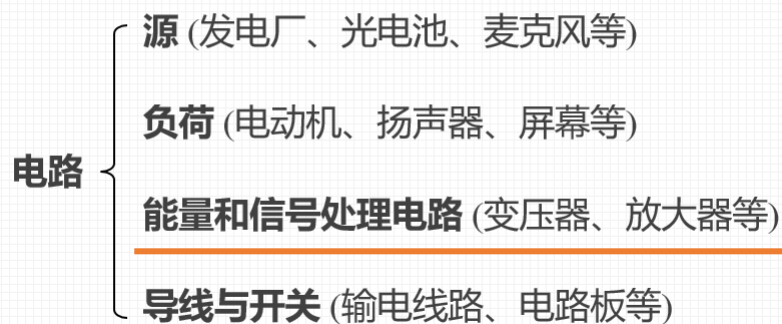 源 (发电厂、光电池、麦克风等)
负荷 (电动机、扬声器、屏幕等)
电路
能量和信号处理电路 (变压器、放大器等)
导线与开关 (输电线路、电路板等)